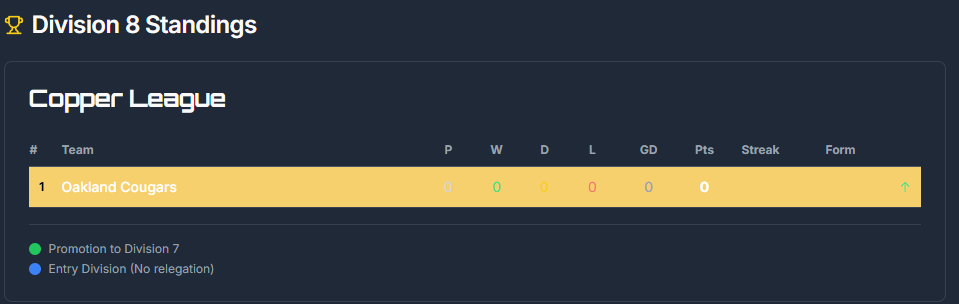 Division 8 Standings
Copper League
# Team P W D L GD Pts Streak Form
1 Oakland Cougars 0 0 0 0 0 0 ↑
Promotion to Division 7
Entry Division (No relegation)